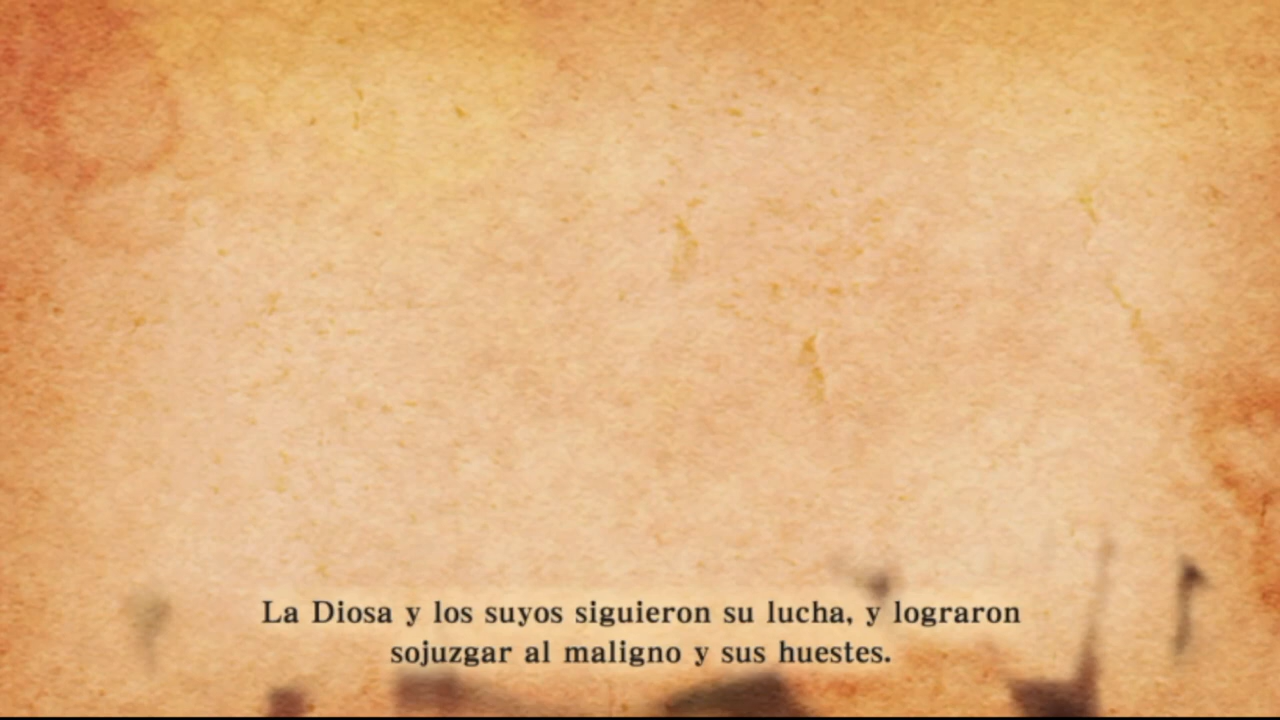 La Diosa y los suyos siguieron su lucha, y lograron
sojuzgar al maligno y sus huestes.